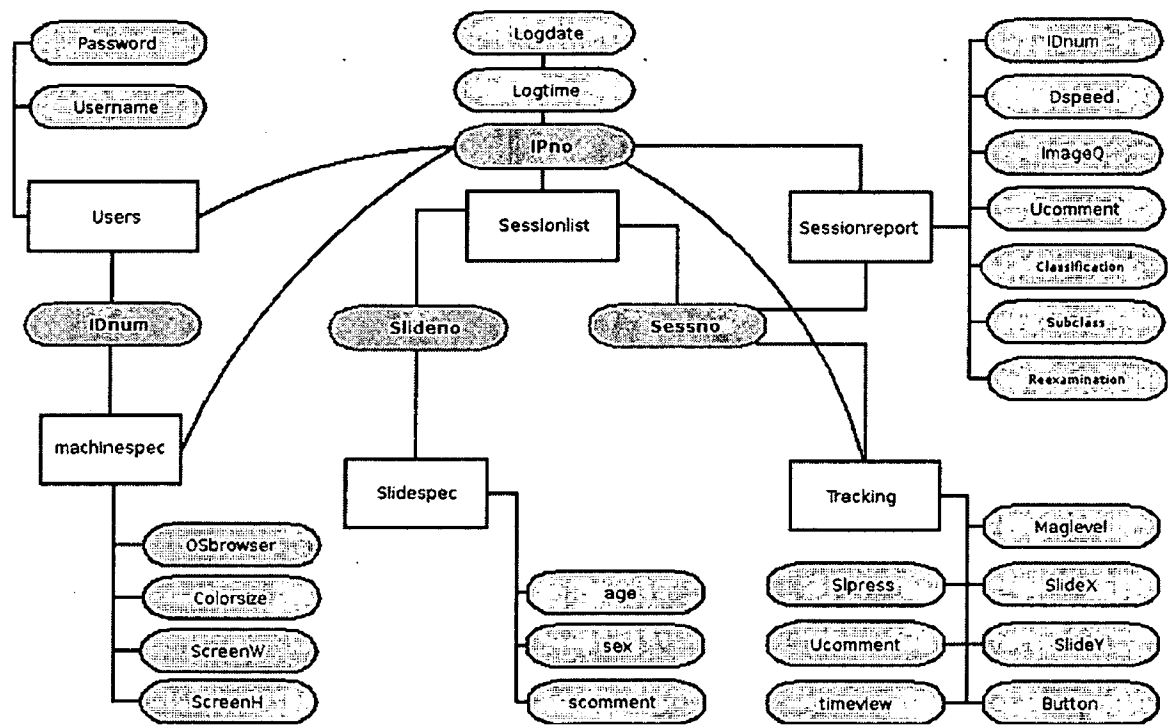 Password
Username
Users
IDnum
machinespec
OSbrowser
Colorsize
ScreenW
ScreenH
Logdate
Logtime
IPno
Sessionlist
Slideno
Sessno
Slidespec
age
sex
scomment
Sessionreport
IDnum
Dspeed
ImageQ
Ucomment
Classification
Subclass
Reexamination
Tracking
Maglevel
Slpress
SlideX
Ucomment
SlideY
timeview
Button